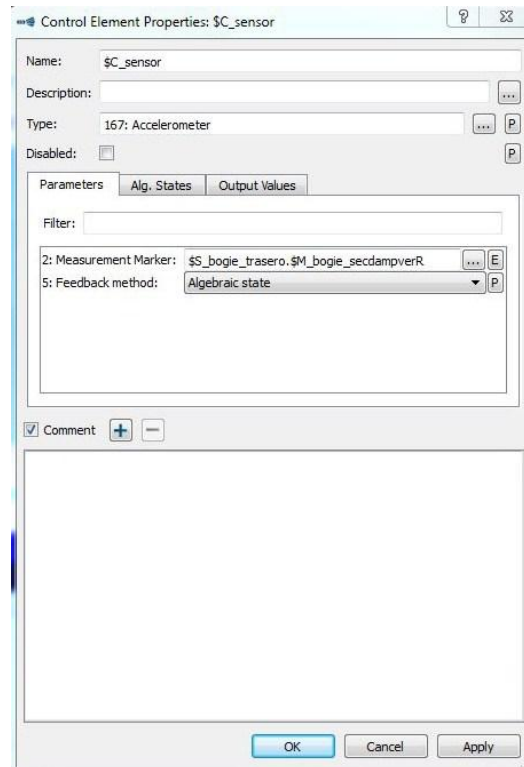 Control Element Properties: $C_sensor
Name: $C_sensor
Description: ...
Type: 167: Accelerometer ... P
Disabled: P
Parameters Alg. States Output Values
Filter:
2: Measurement Marker: $S_bogie_trasero.$M_bogie_secdampverR ... E
5: Feedback method: Algebraic state P
Comment
OK Cancel Apply